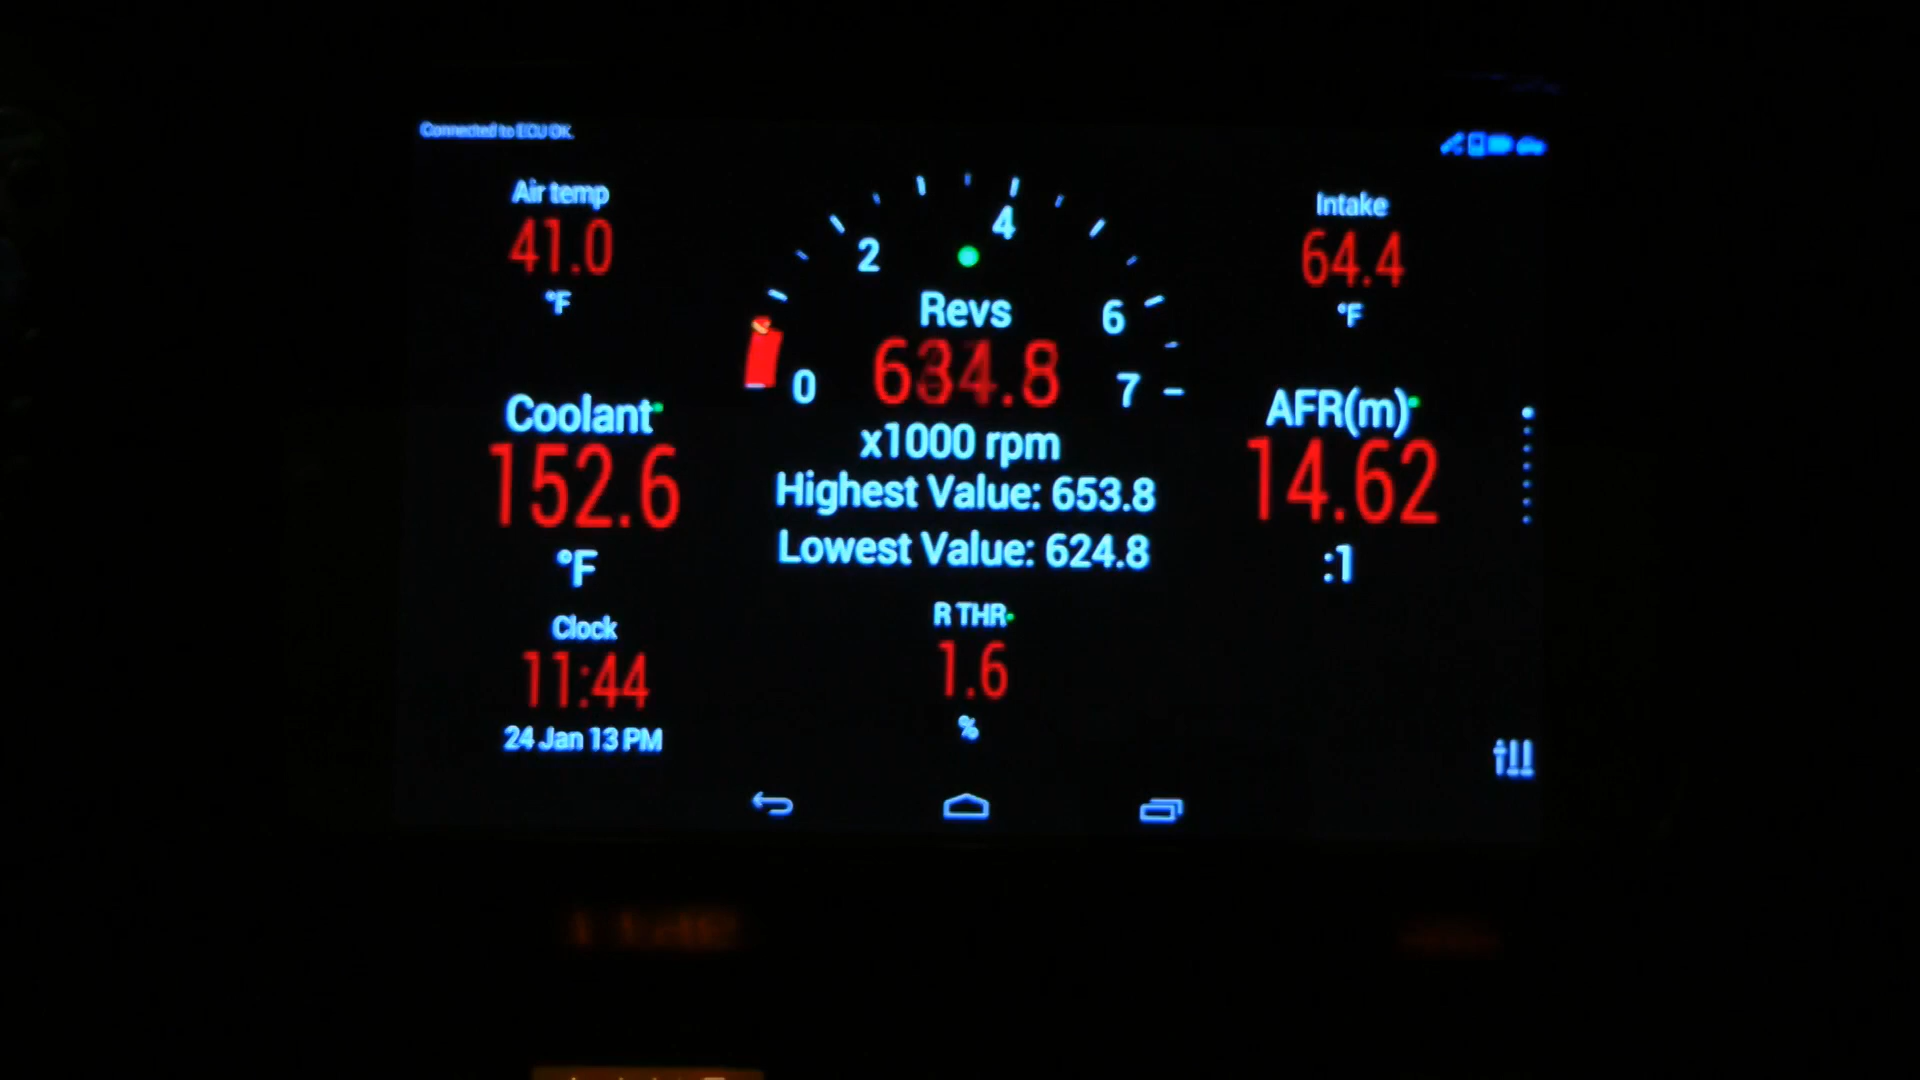 Connected to ECU OK.
Air temp
41.0
°F
Coolant
152.6
°F
Clock
11:44
24 Jan 13 PM
0
2
4
6
7
Revs
x1000 rpm
Highest Value: 653.8
Lowest Value: 624.8
R THR
1.6
%
Intake
64.4
°F
AFR(m)
14.62
:1